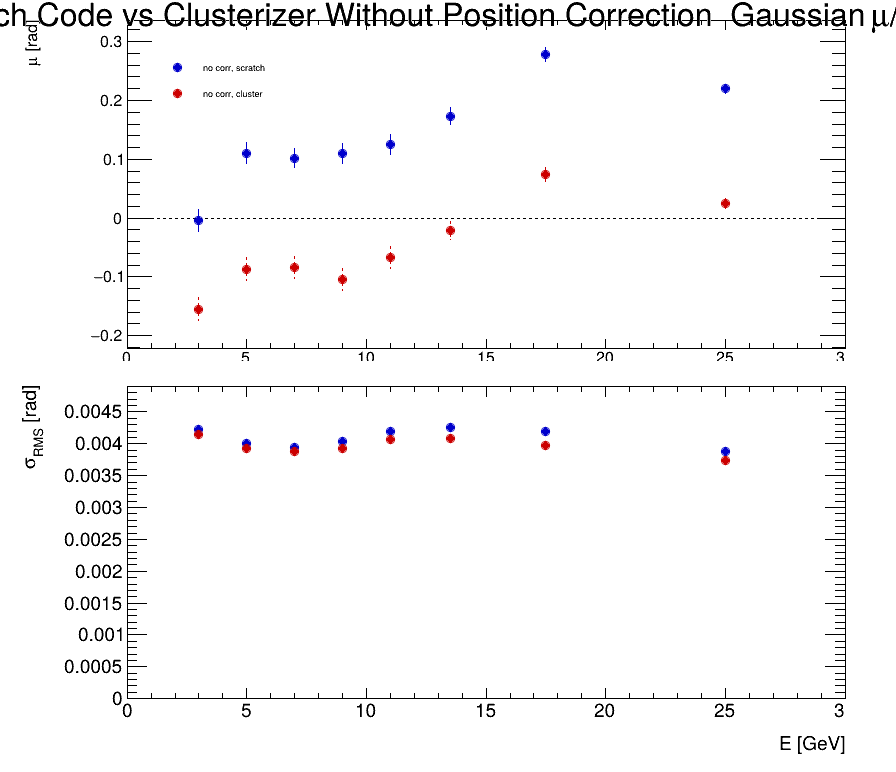 ch Code vs Clusterizer Without Position Correction Gaussian μ/
μ [rad]
0.3
0.2
0.1
0
−0.1
−0.2
no corr, scratch
no corr, cluster
0 5 10 15 20 25 3
σRMS [rad]
0.0045
0.004
0.0035
0.003
0.0025
0.002
0.0015
0.001
0.0005
0
0 5 10 15 20 25 3
E [GeV]